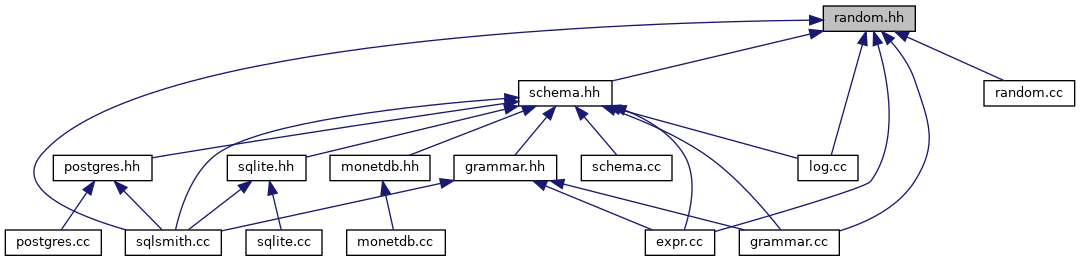 random.hh
schema.hh
random.cc
postgres.hh
sqlite.hh
monetdb.hh
grammar.hh
schema.cc
log.cc
postgres.cc
sqlsmith.cc
sqlite.cc
monetdb.cc
expr.cc
grammar.cc